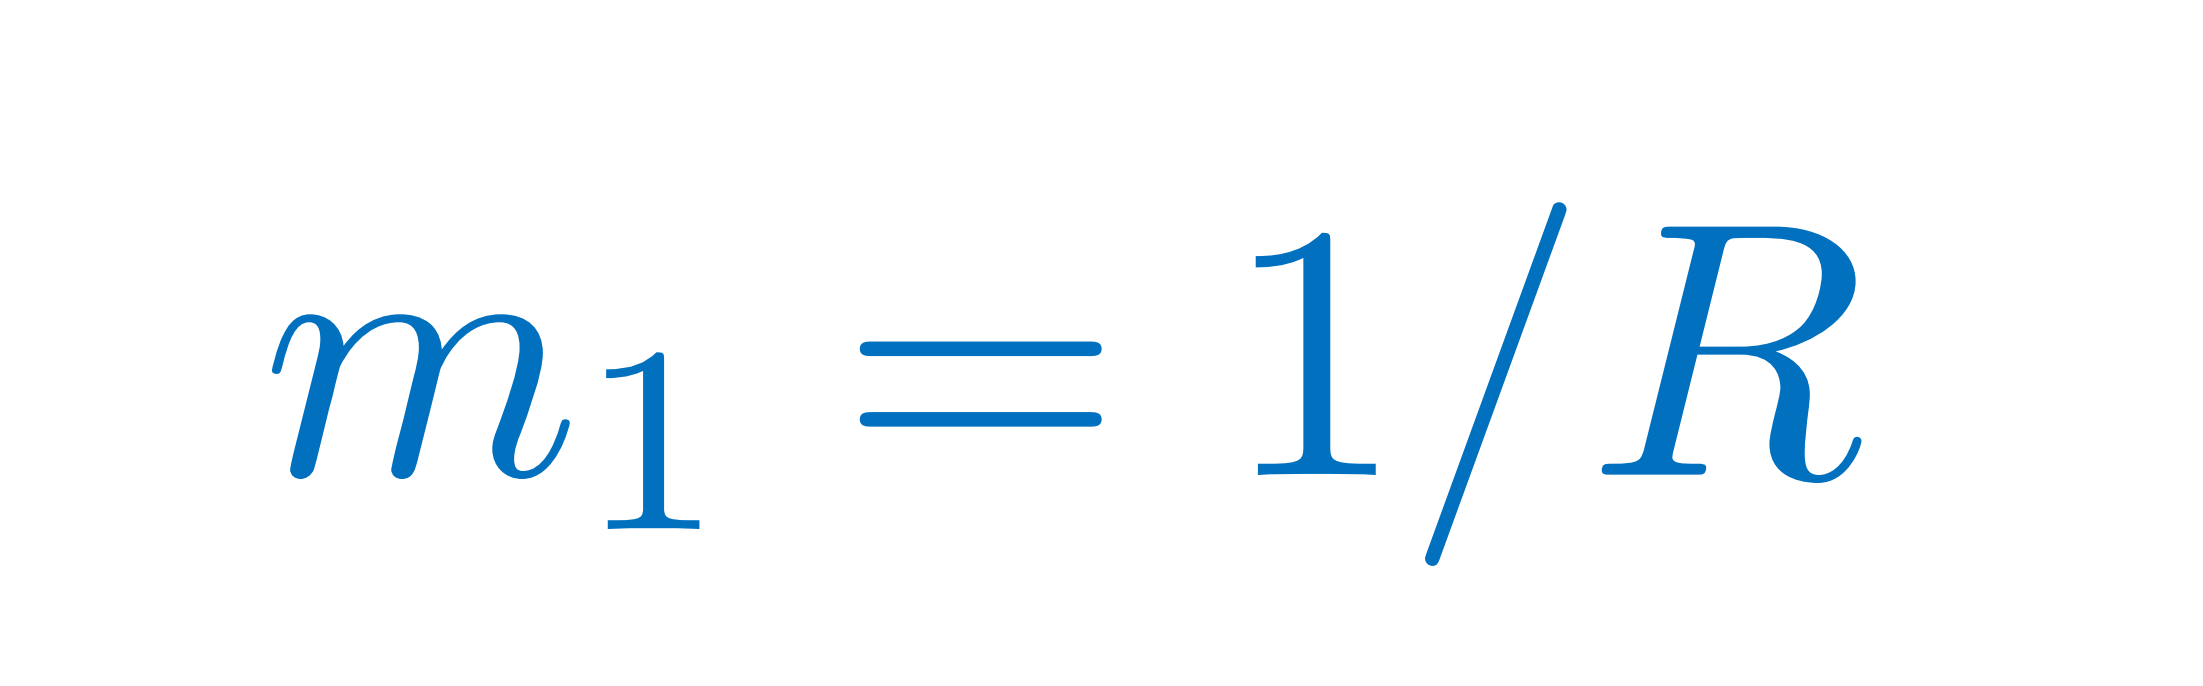 m₁ = 1/R